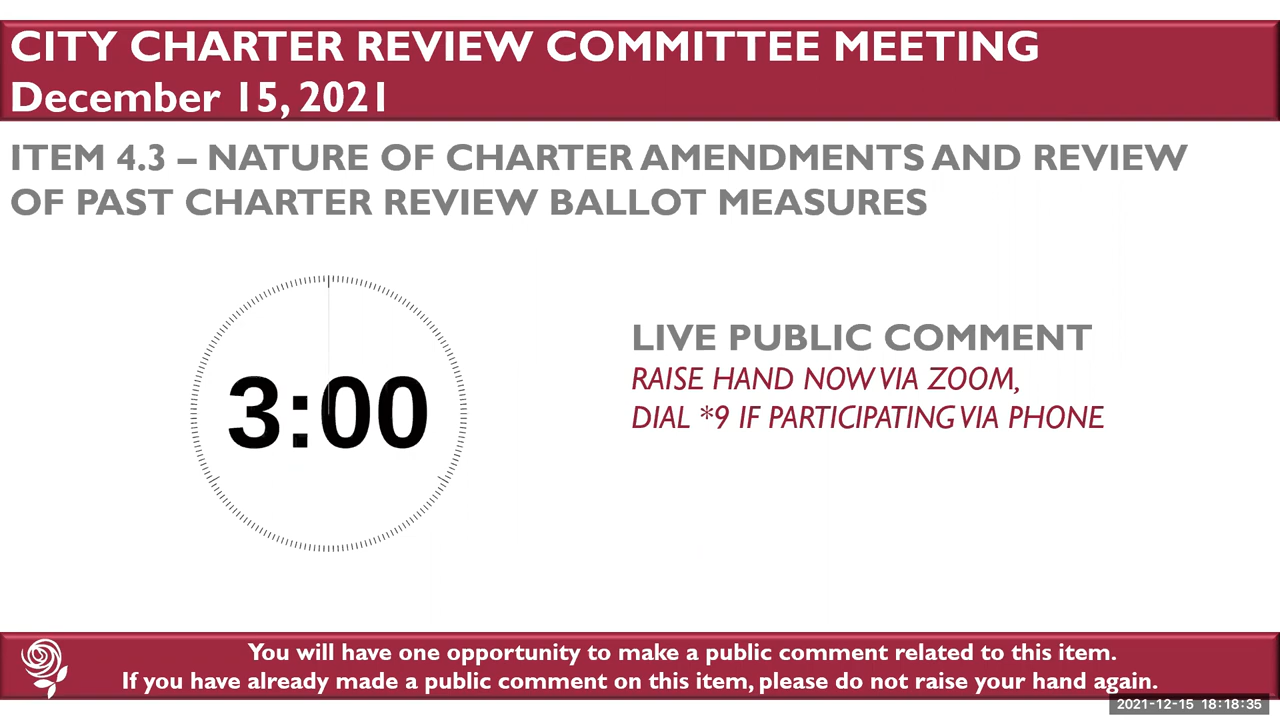 CITY CHARTER REVIEW COMMITTEE MEETING
December 15, 2021
ITEM 4.3 – NATURE OF CHARTER AMENDMENTS AND REVIEW
OF PAST CHARTER REVIEW BALLOT MEASURES
3:00
LIVE PUBLIC COMMENT
RAISE HAND NOW VIA ZOOM,
DIAL *9 IF PARTICIPATING VIA PHONE
You will have one opportunity to make a public comment related to this item.
If you have already made a public comment on this item, please do not raise your hand again.
2021-12-15 18:18:35